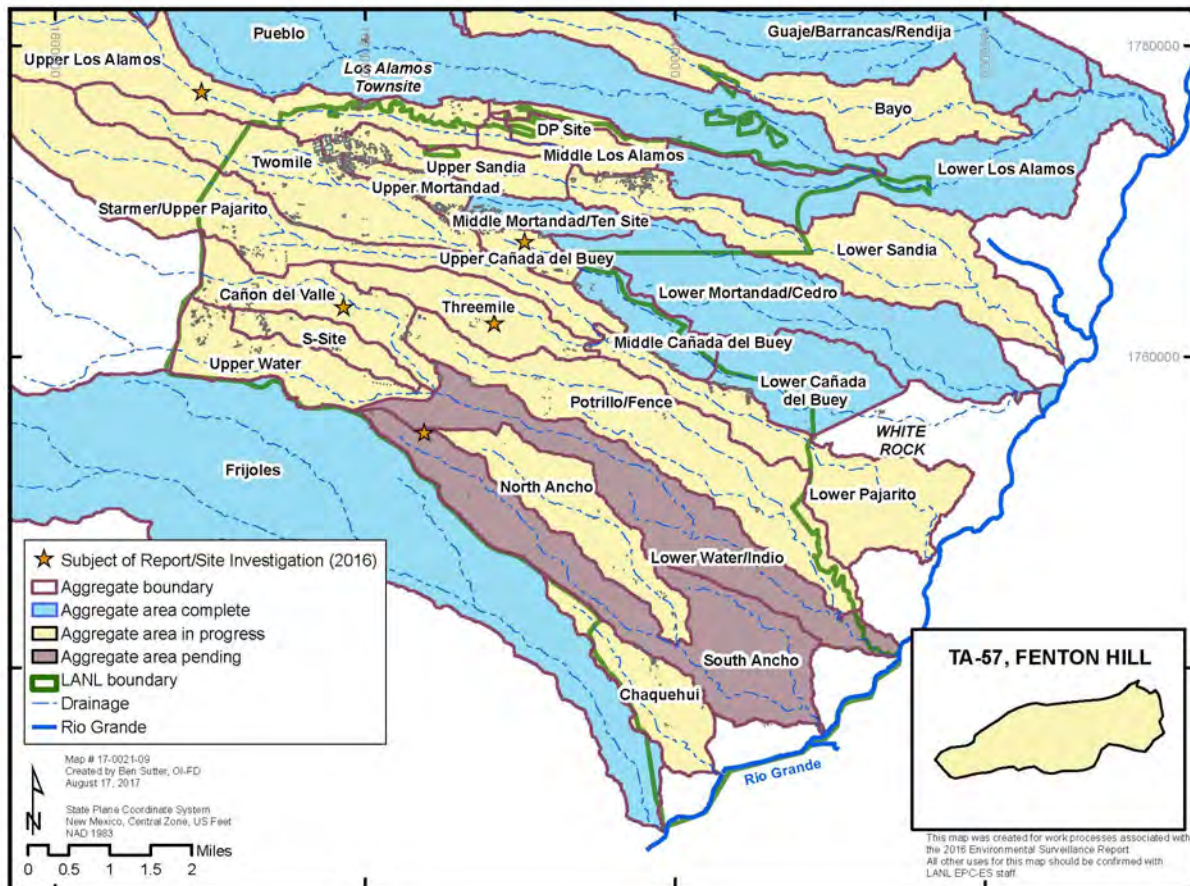 Pueblo
Guaje/Barrancas/Rendija
1780000
Upper Los Alamos
Los Alamos
Townsite
Bayo
DP Site
Twomile
Upper Sandia
Middle Los Alamos
Lower Los Alamos
Upper Mortandad
Starmer/Upper Pajarito
Middle Mortandad/Ten Site
Lower Sandia
Upper Cañada del Buey
Cañon del Valle
Lower Mortandad/Cedro
Threemile
S-Site
Middle Cañada del Buey
1760000
Upper Water
Lower Cañada
del Buey
Potrillo/Fence
WHITE
ROCK
Frijoles
North Ancho
Lower Pajarito
Lower Water/Indio
South Ancho
Chaquehui
Rio Grande
Subject of Report/Site Investigation (2016)
Aggregate boundary
Aggregate area complete
Aggregate area in progress
Aggregate area pending
LANL boundary
Drainage
Rio Grande
Map # 17-0021-09
Created by Ben Sutter, OI-FD
August 17, 2017
State Plane Coordinate System
New Mexico, Central Zone, US Feet
NAD 1983
N
Miles
0 0.5 1 1.5 2
TA-57, FENTON HILL
This map was created for work processes associated with
the 2016 Environmental Surveillance Report
All other uses for this map should be confirmed with
LANL EPC-ES staff.